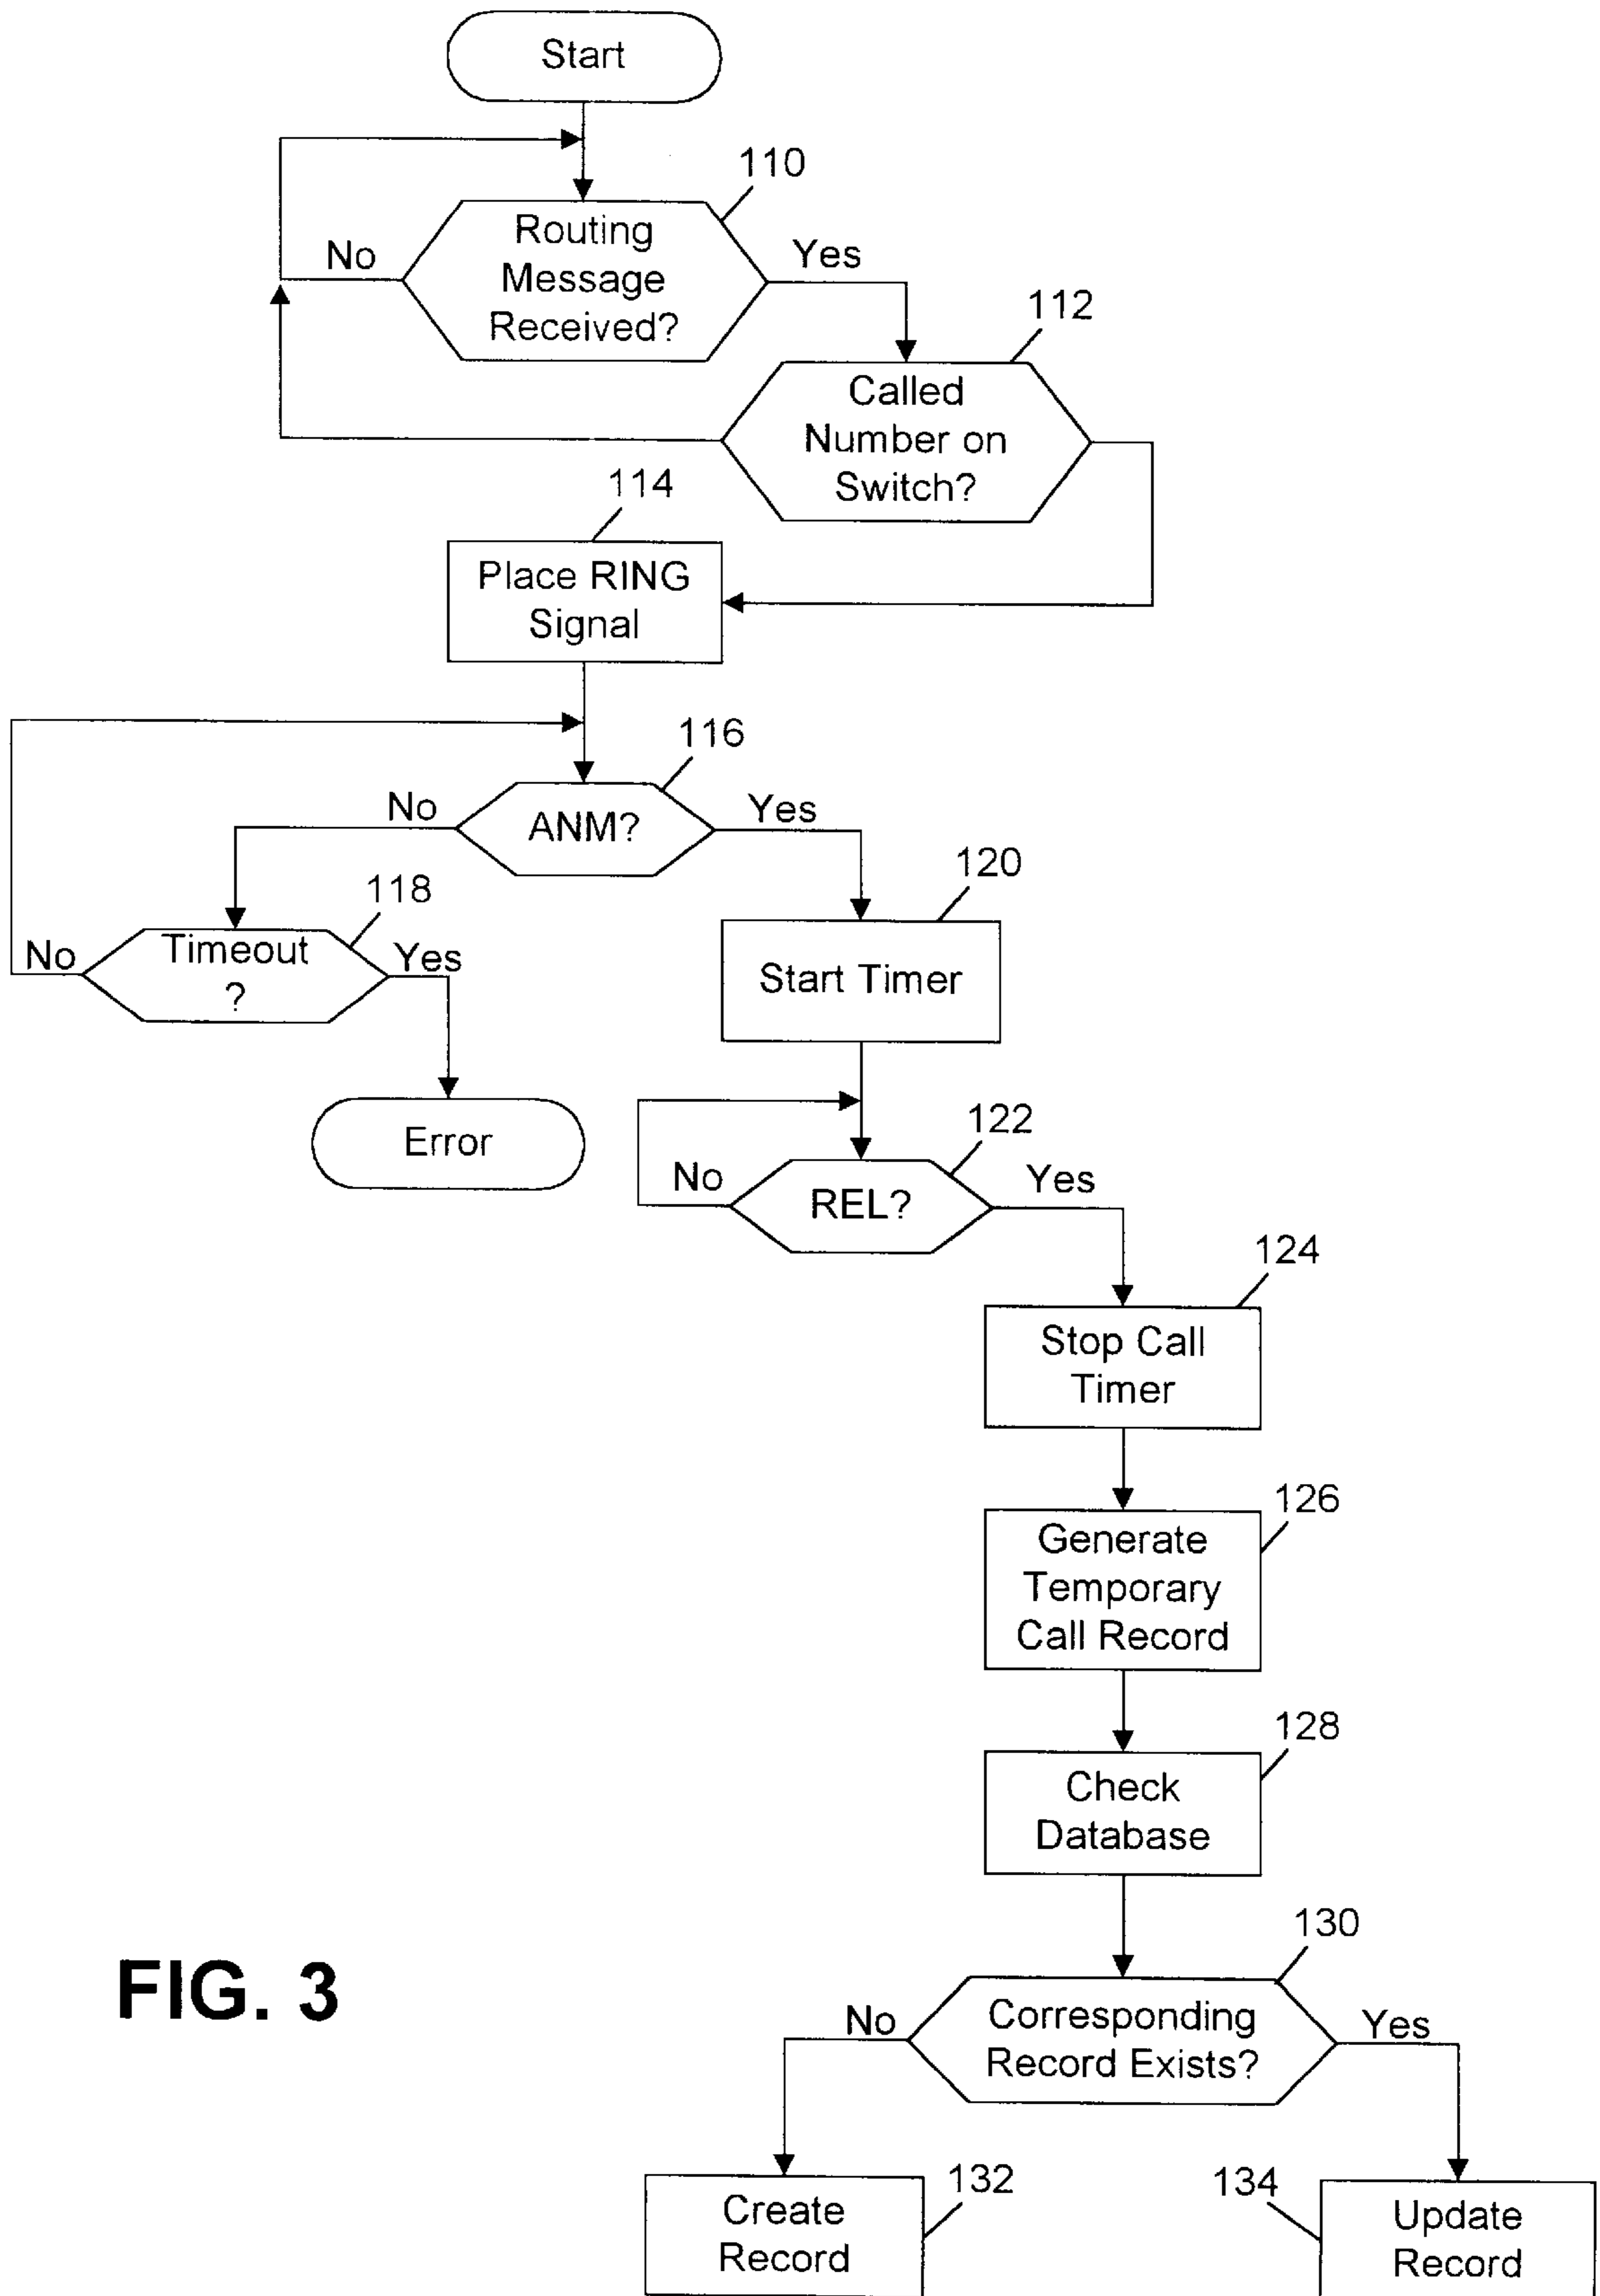 Start
110
Routing
Message
Received?
No
Yes
112
Called
Number on
Switch?
114
Place RING
Signal
116
No
ANM?
Yes
118
120
No
Timeout
?
Yes
Start Timer
Error
122
No
REL?
Yes
124
Stop Call
Timer
126
Generate
Temporary
Call Record
128
Check
Database
130
FIG. 3
No
Corresponding
Record Exists?
Yes
132
134
Create
Record
Update
Record